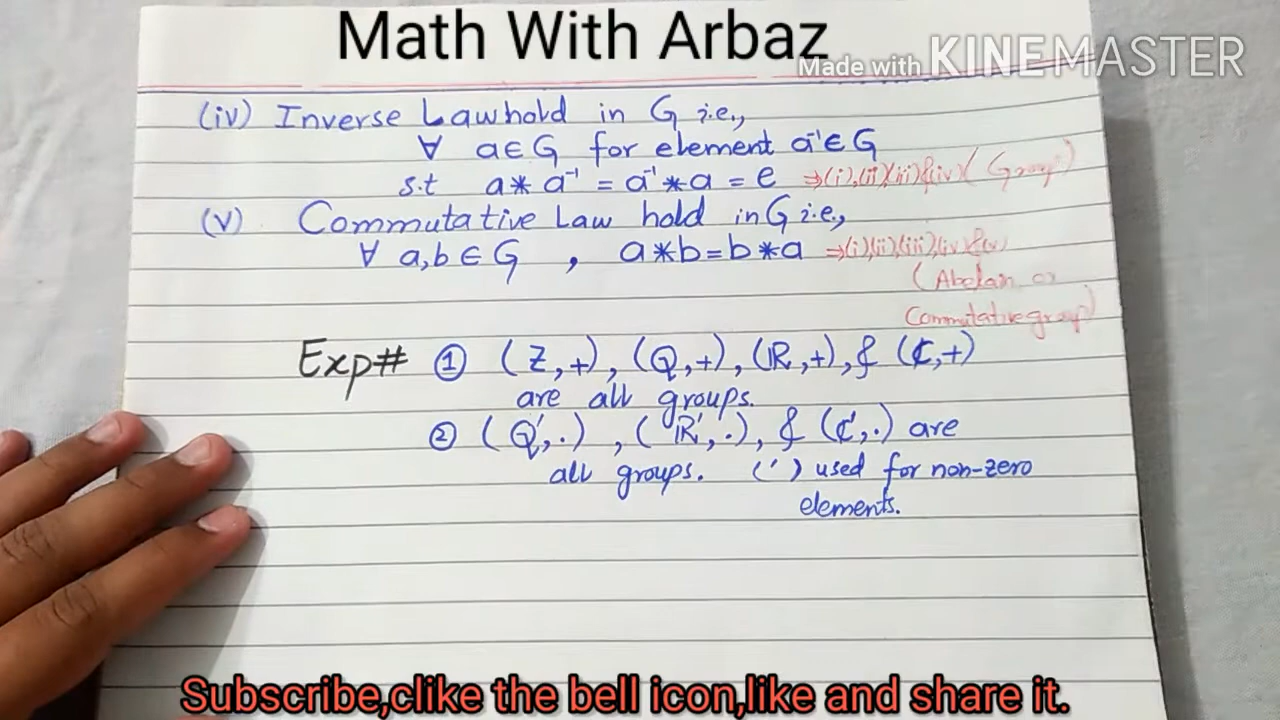 Math With Arbaz
Made with KINEMASTER
(iv) Inverse Law hold in G i.e.,
∀ a∈G for element a⁻¹∈G
s.t a * a⁻¹ = a⁻¹ * a = e ⇒(i),(ii),(iii)&(iv) (Group)
(v) Commutative Law hold in G i.e.,
∀ a,b ∈ G , a*b = b*a ⇒(i),(ii),(iii),(iv)&(v)
(Abelain or
Commutative group)
Exp# ① (Z,+), (Q,+), (R,+), & (₵,+)
are all groups.
② (Q',.) , (R',.), & (₵',.) are
all groups. (') used for non-zero
elements.
Subscribe,clike the bell icon,like and share it.